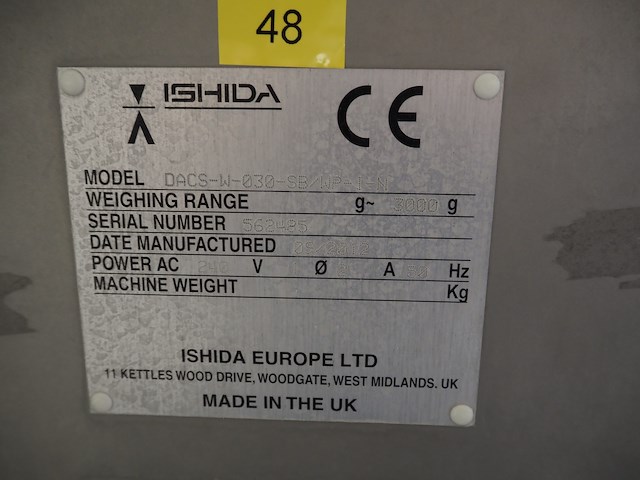 48
ISHIDA CE
MODEL DACS-W-030-SB/WP-1-N
WEIGHING RANGE g~ 3000 g
SERIAL NUMBER 562485
DATE MANUFACTURED
POWER AC V Ø A Hz
MACHINE WEIGHT Kg
ISHIDA EUROPE LTD
11 KETTLES WOOD DRIVE, WOODGATE, WEST MIDLANDS. UK
MADE IN THE UK